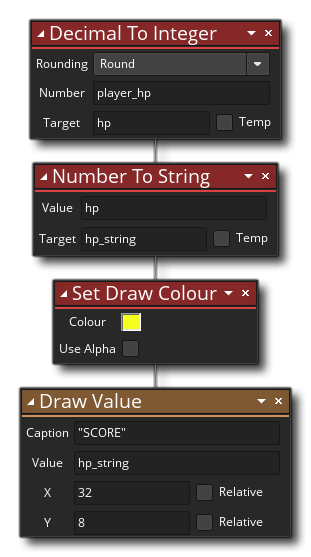 Decimal To Integer
Rounding Round
Number player_hp
Target hp Temp
Number To String
Value hp
Target hp_string Temp
Set Draw Colour
Colour
Use Alpha
Draw Value
Caption "SCORE"
Value hp_string
X 32 Relative
Y 8 Relative